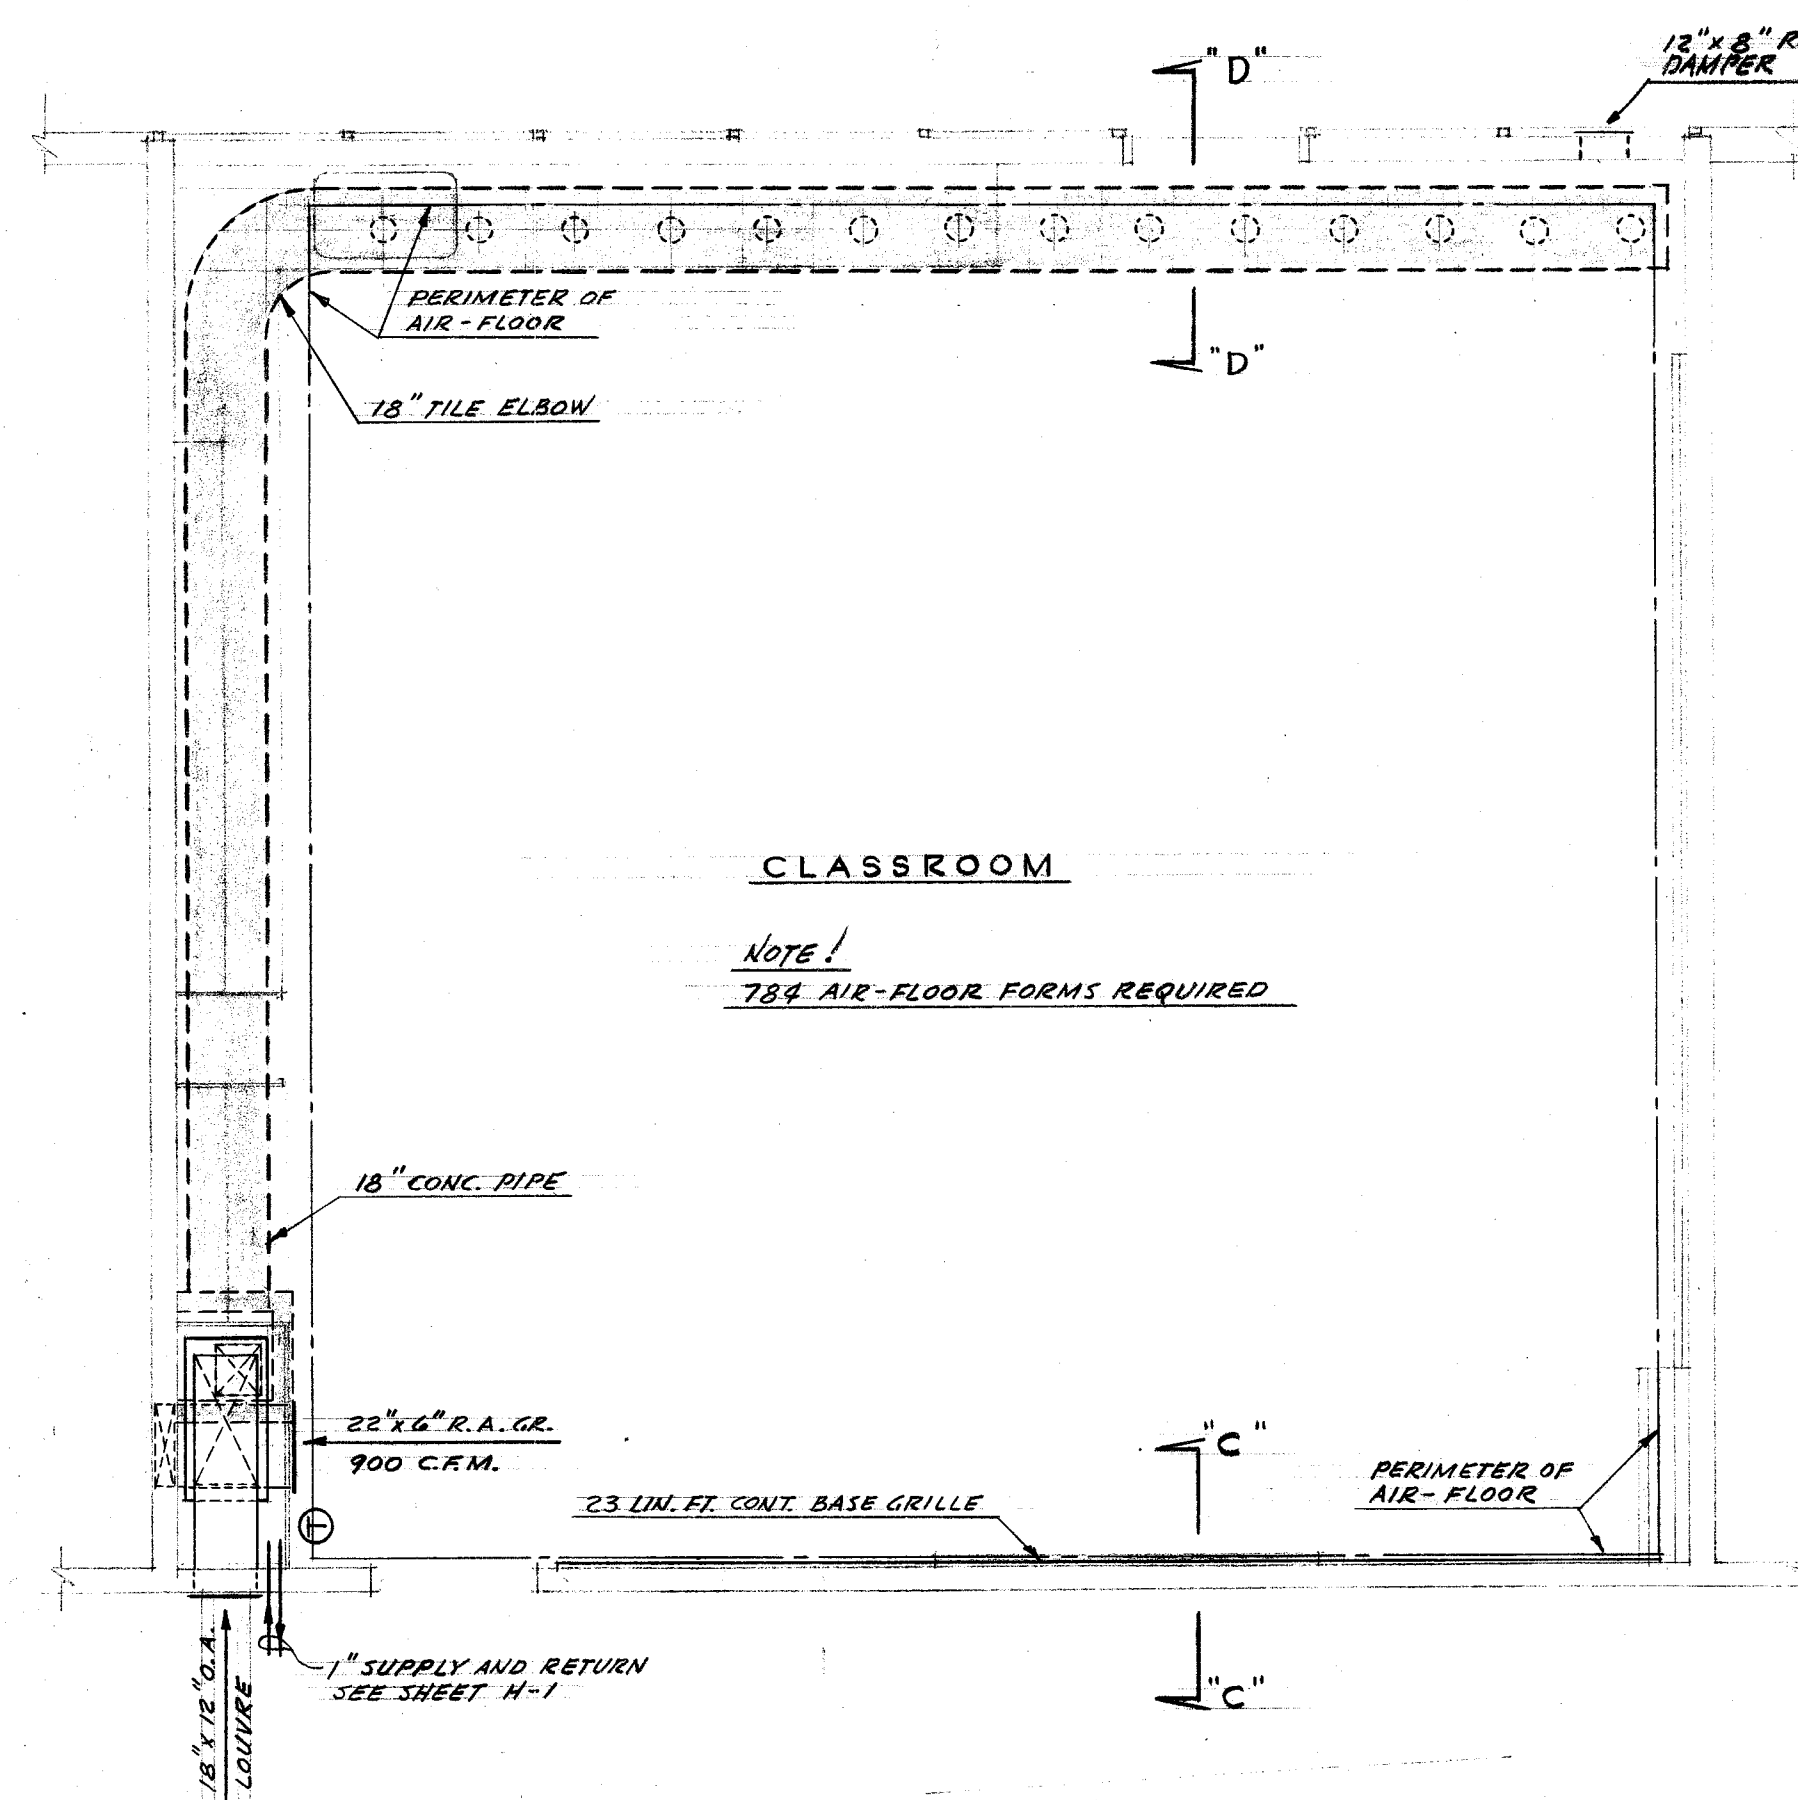 "D"
12"x 8" R
DAMPER
PERIMETER OF
AIR-FLOOR
"D"
18" TILE ELBOW
CLASSROOM
NOTE!
784 AIR-FLOOR FORMS REQUIRED
18" CONC. PIPE
22"x6" R.A. GR.
900 C.F.M.
"C"
PERIMETER OF
AIR-FLOOR
23 LIN. FT. CONT. BASE GRILLE
T
1" SUPPLY AND RETURN
SEE SHEET H-1
"C"
18"x 12" O.A.
LOUVRE